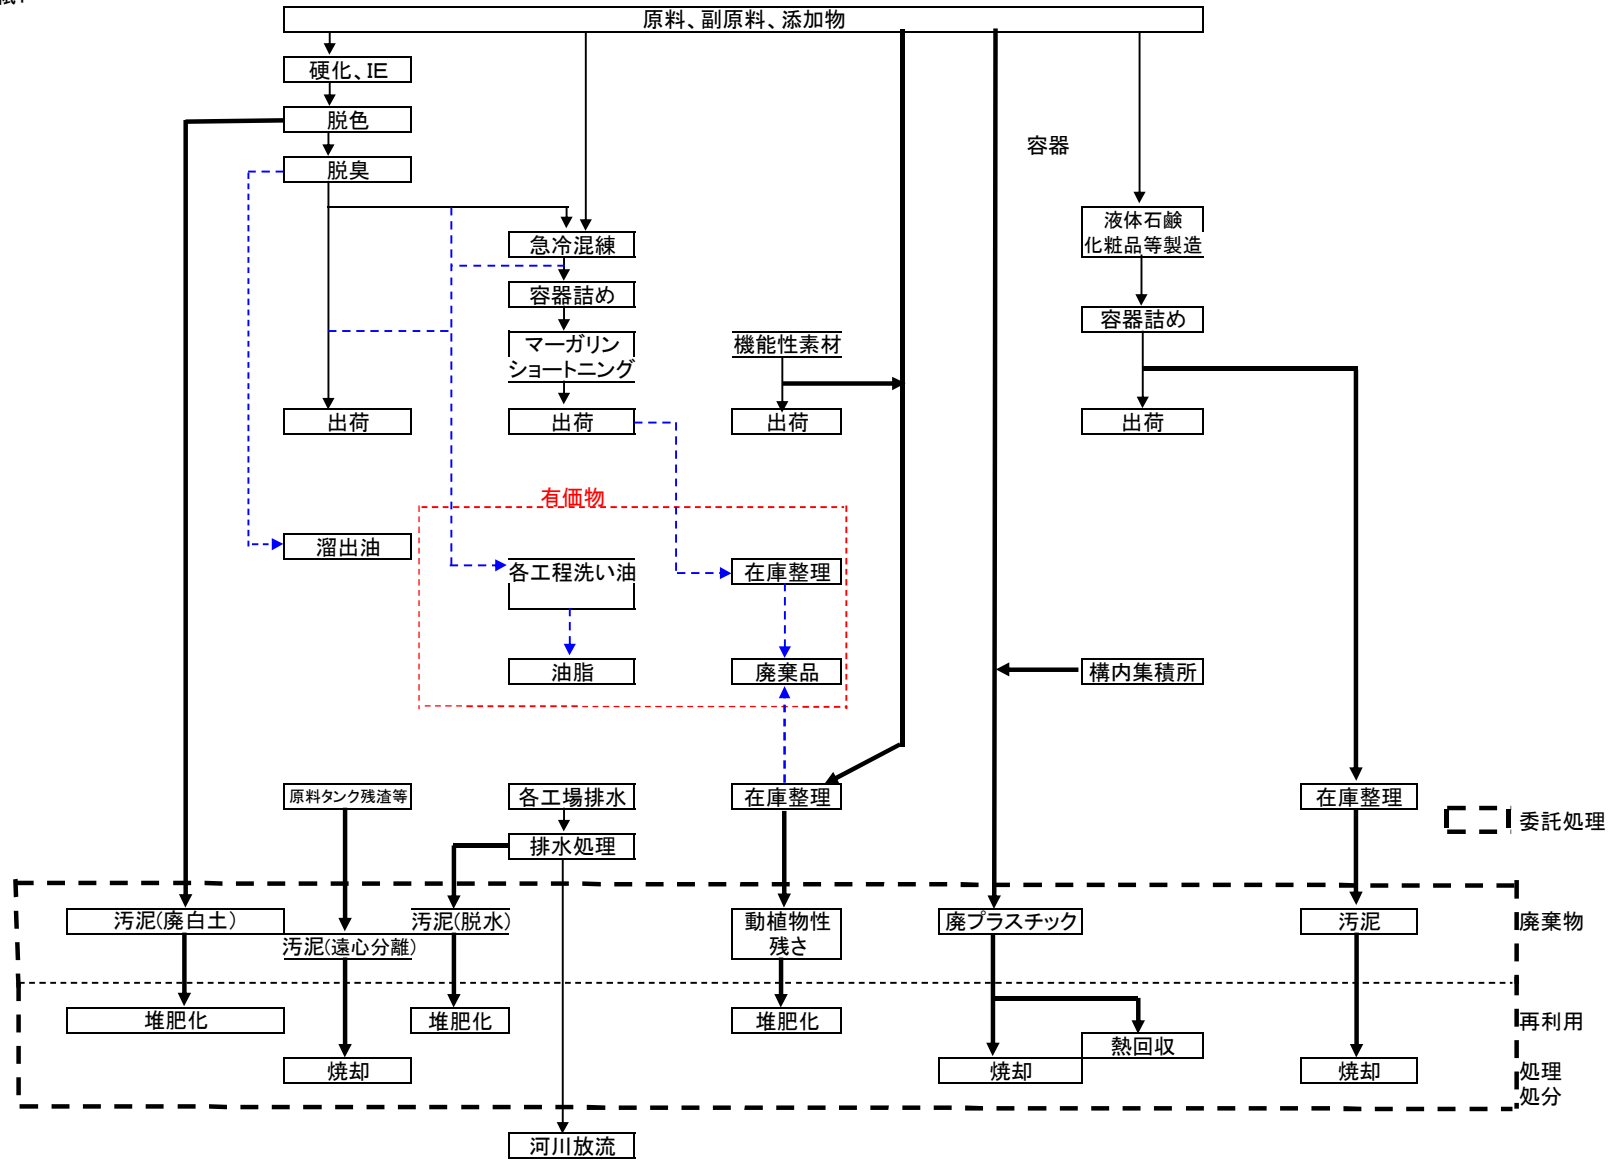 原料、副原料、添加物
硬化、IE
脱色
容器
脱臭
液体石鹸
化粧品等製造
急冷混練
容器詰め
容器詰め
マーガリン
ショートニング
機能性素材
出荷
出荷
出荷
出荷
有価物
溜出油
各工程洗い油
在庫整理
油脂
廃棄品
構内集積所
原料タンク残渣等
各工場排水
在庫整理
在庫整理
委託処理
排水処理
汚泥(廃白土)
汚泥(脱水)
動植物性
残さ
廃プラスチック
汚泥
廃棄物
汚泥(遠心分離)
堆肥化
堆肥化
堆肥化
再利用
熱回収
焼却
焼却
焼却
処理
処分
河川放流